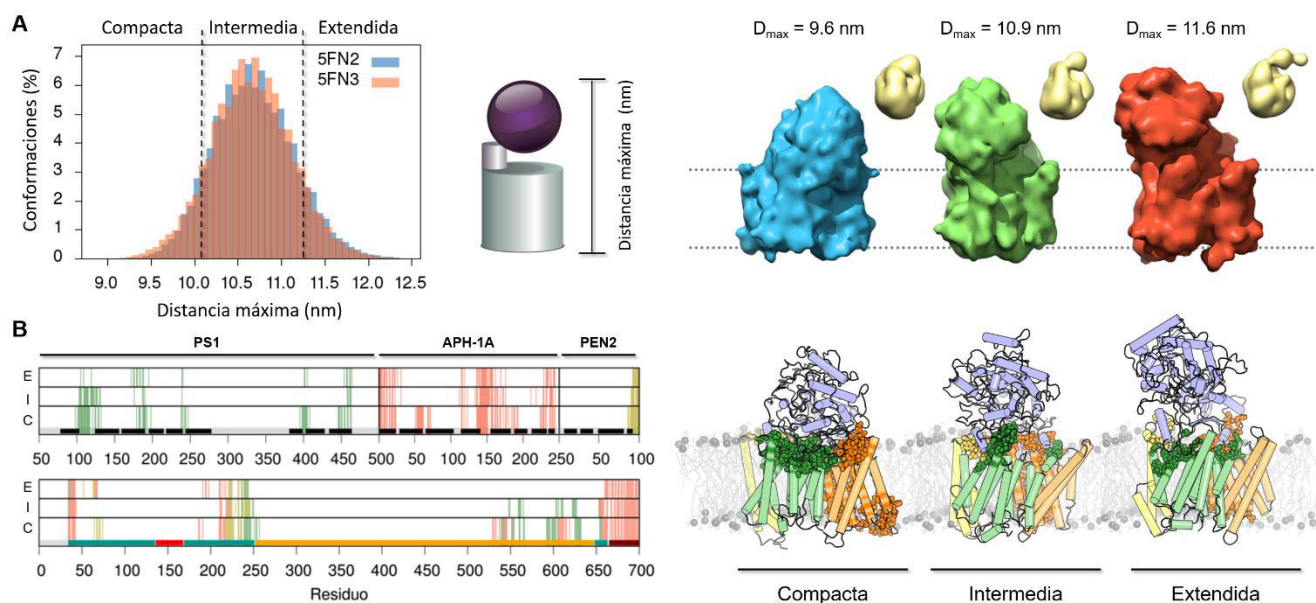 A
Compacta Intermedia Extendida
7
6
5
4
3
2
1
0
Conformaciones (%)
5FN2
5FN3
9.0 9.5 10.0 10.5 11.0 11.5 12.0 12.5
Distancia máxima (nm)
Distancia máxima (nm)
Dmax = 9.6 nm Dmax = 10.9 nm Dmax = 11.6 nm
B
PS1 APH-1A PEN2
E
I
C
50 100 150 200 250 300 350 400 450 500 50 100 150 200 250 50 100
E
I
C
0 50 100 150 200 250 300 350 400 450 500 550 600 650 700
Residuo
Compacta Intermedia Extendida